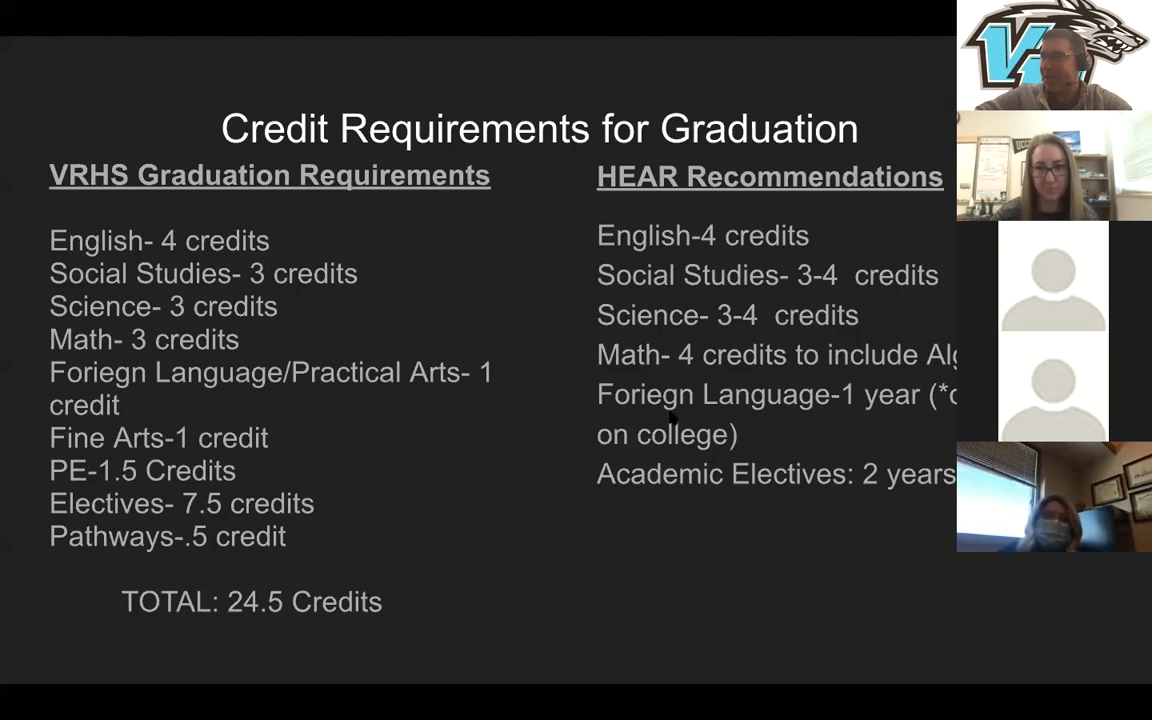 Credit Requirements for Graduation
VRHS Graduation Requirements
English- 4 credits
Social Studies- 3 credits
Science- 3 credits
Math- 3 credits
Foriegn Language/Practical Arts- 1
credit
Fine Arts-1 credit
PE-1.5 Credits
Electives- 7.5 credits
Pathways-.5 credit
TOTAL: 24.5 Credits
HEAR Recommendations
English-4 credits
Social Studies- 3-4 credits
Science- 3-4 credits
Math- 4 credits to include
Foriegn Language-1 year
on college)
Academic Electives: 2 years